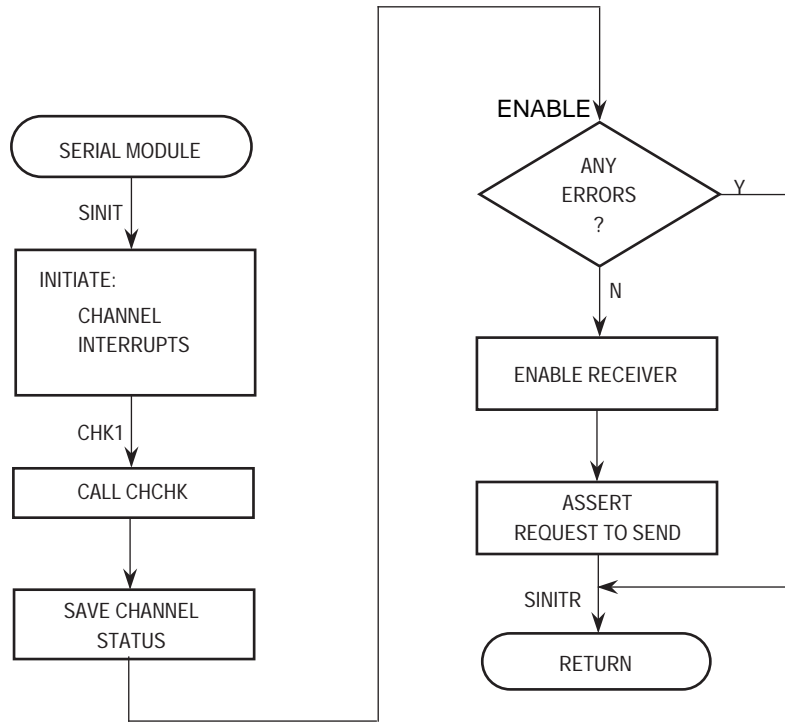 SERIAL MODULE
SINIT
INITIATE:
CHANNEL
INTERRUPTS
CHK1
CALL CHCHK
SAVE CHANNEL
STATUS
ENABLE
ANY
ERRORS
?
Y
N
ENABLE RECEIVER
ASSERT
REQUEST TO SEND
SINITR
RETURN